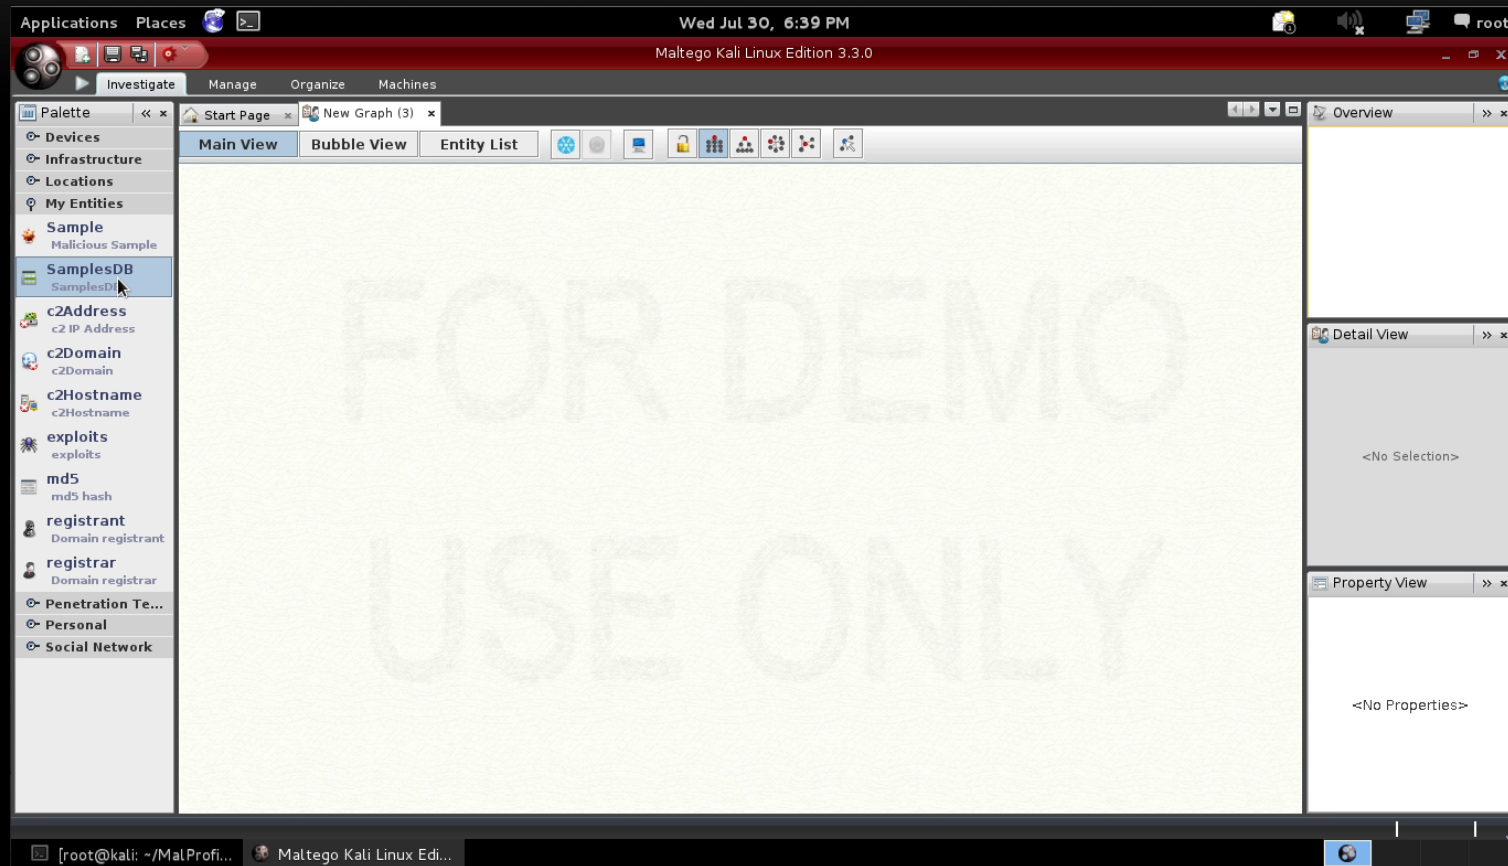 Applications Places Wed Jul 30, 6:39 PM 1 root
Maltego Kali Linux Edition 3.3.0
Investigate Manage Organize Machines
Palette
Devices
Infrastructure
Locations
My Entities
Sample
Malicious Sample
SamplesDB
SamplesDB
c2Address
c2 IP Address
c2Domain
c2Domain
c2Hostname
c2Hostname
exploits
exploits
md5
md5 hash
registrant
Domain registrant
registrar
Domain registrar
Penetration Te...
Personal
Social Network
Start Page New Graph (3)
Main View Bubble View Entity List
FOR DEMO
USE ONLY
Overview
Detail View
<No Selection>
Property View
<No Properties>
[root@kali: ~/MalProfi... Maltego Kali Linux Edi...